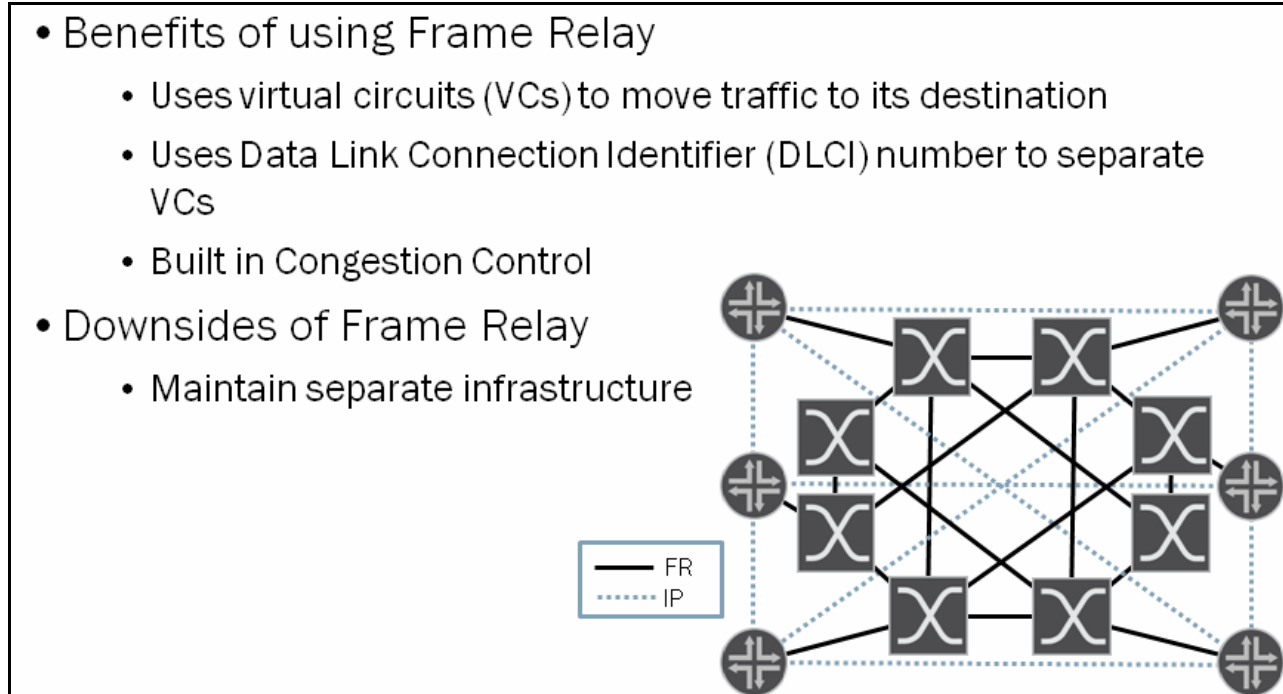 • Benefits of using Frame Relay
• Uses virtual circuits (VCs) to move traffic to its destination
• Uses Data Link Connection Identifier (DLCI) number to separate
VCs
• Built in Congestion Control
• Downsides of Frame Relay
• Maintain separate infrastructure
FR
IP